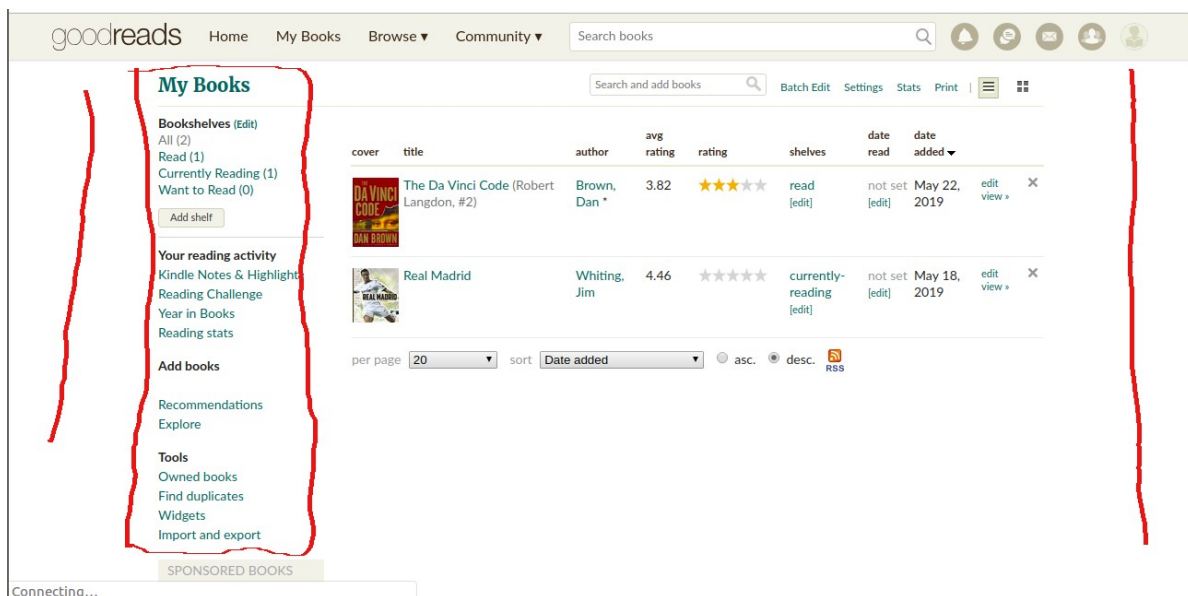 goodreads Home My Books Browse ▾ Community ▾ Search books
My Books
Search and add books Batch Edit Settings Stats Print |
Bookshelves (Edit)
All (2)
Read (1)
Currently Reading (1)
Want to Read (0)
Add shelf
Your reading activity
Kindle Notes & Highlights
Reading Challenge
Year in Books
Reading stats
Add books
Recommendations
Explore
Tools
Owned books
Find duplicates
Widgets
Import and export
SPONSORED BOOKS
cover title author avg rating rating shelves date read date added ▾
THE
DA VINCI
CODE
DAN BROWN
The Da Vinci Code (Robert Brown, 3.82 read not set May 22, edit ×
Langdon, #2) Dan * [edit] [edit] 2019 view »
REAL MADRID
Real Madrid Whiting, 4.46 currently- not set May 18, edit ×
Jim reading [edit] 2019 view »
[edit]
per page 20 ▾ sort Date added ▾ asc. desc. RSS
Connecting...